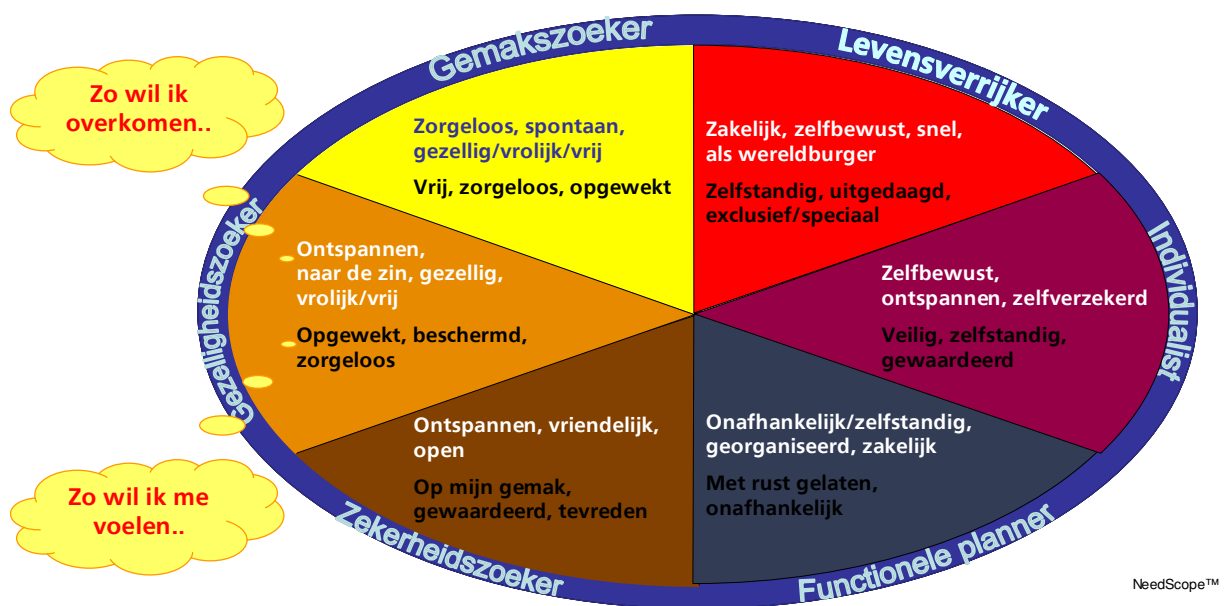 Gemakszoeker
Levensverrijker
Individualist
Functionele planner
Zekerheidszoeker
Gezelligheidszoeker
Zo wil ik
overkomen..
Zorgeloos, spontaan,
gezellig/vrolijk/vrij
Vrij, zorgeloos, opgewekt
Zakelijk, zelfbewust, snel,
als wereldburger
Zelfstandig, uitgedaagd,
exclusief/speciaal
Ontspannen,
naar de zin, gezellig,
vrolijk/vrij
Opgewekt, beschermd,
zorgeloos
Zelfbewust,
ontspannen, zelfverzekerd
Veilig, zelfstandig,
gewaardeerd
Ontspannen, vriendelijk,
open
Op mijn gemak,
gewaardeerd, tevreden
Onafhankelijk/zelfstandig,
georganiseerd, zakelijk
Met rust gelaten,
onafhankelijk
Zo wil ik me
voelen..
NeedScope™